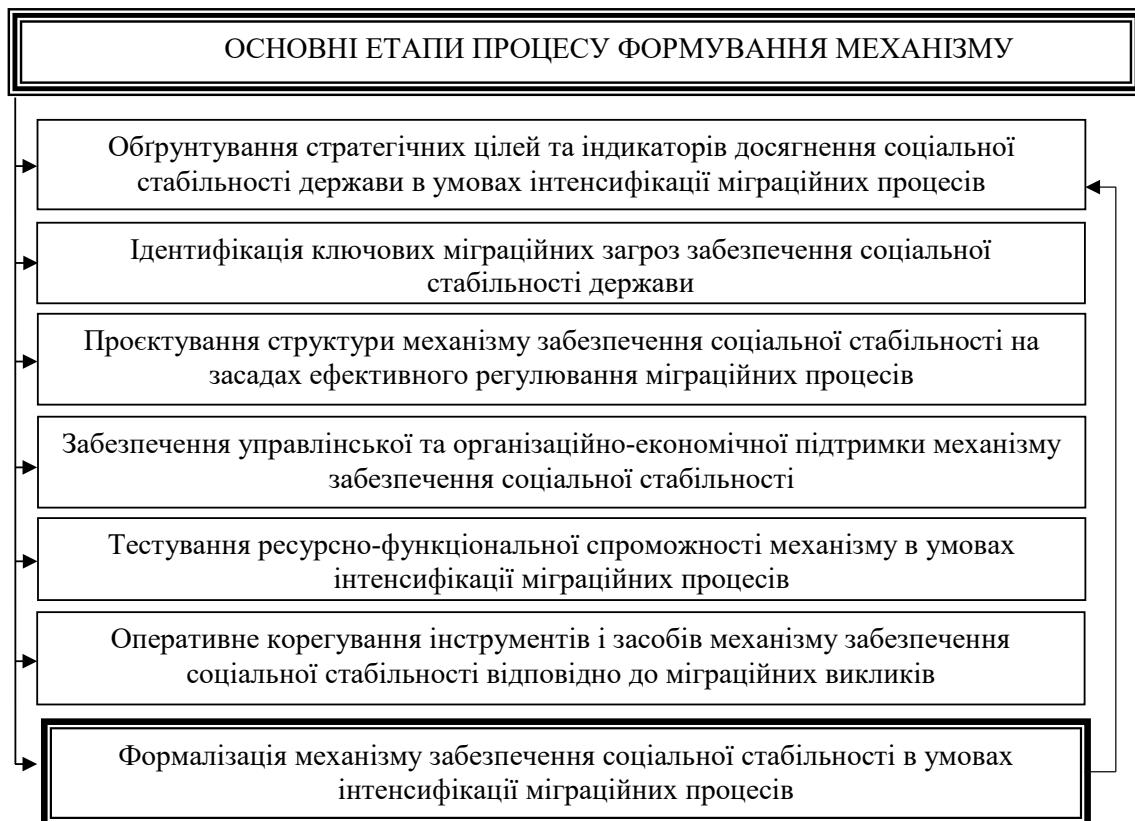 ОСНОВНІ ЕТАПИ ПРОЦЕСУ ФОРМУВАННЯ МЕХАНІЗМУ
Обґрунтування стратегічних цілей та індикаторів досягнення соціальної
стабільності держави в умовах інтенсифікації міграційних процесів
Ідентифікація ключових міграційних загроз забезпечення соціальної
стабільності держави
Проєктування структури механізму забезпечення соціальної стабільності на
засадах ефективного регулювання міграційних процесів
Забезпечення управлінської та організаційно-економічної підтримки механізму
забезпечення соціальної стабільності
Тестування ресурсно-функціональної спроможності механізму в умовах
інтенсифікації міграційних процесів
Оперативне корегування інструментів і засобів механізму забезпечення
соціальної стабільності відповідно до міграційних викликів
Формалізація механізму забезпечення соціальної стабільності в умовах
інтенсифікації міграційних процесів